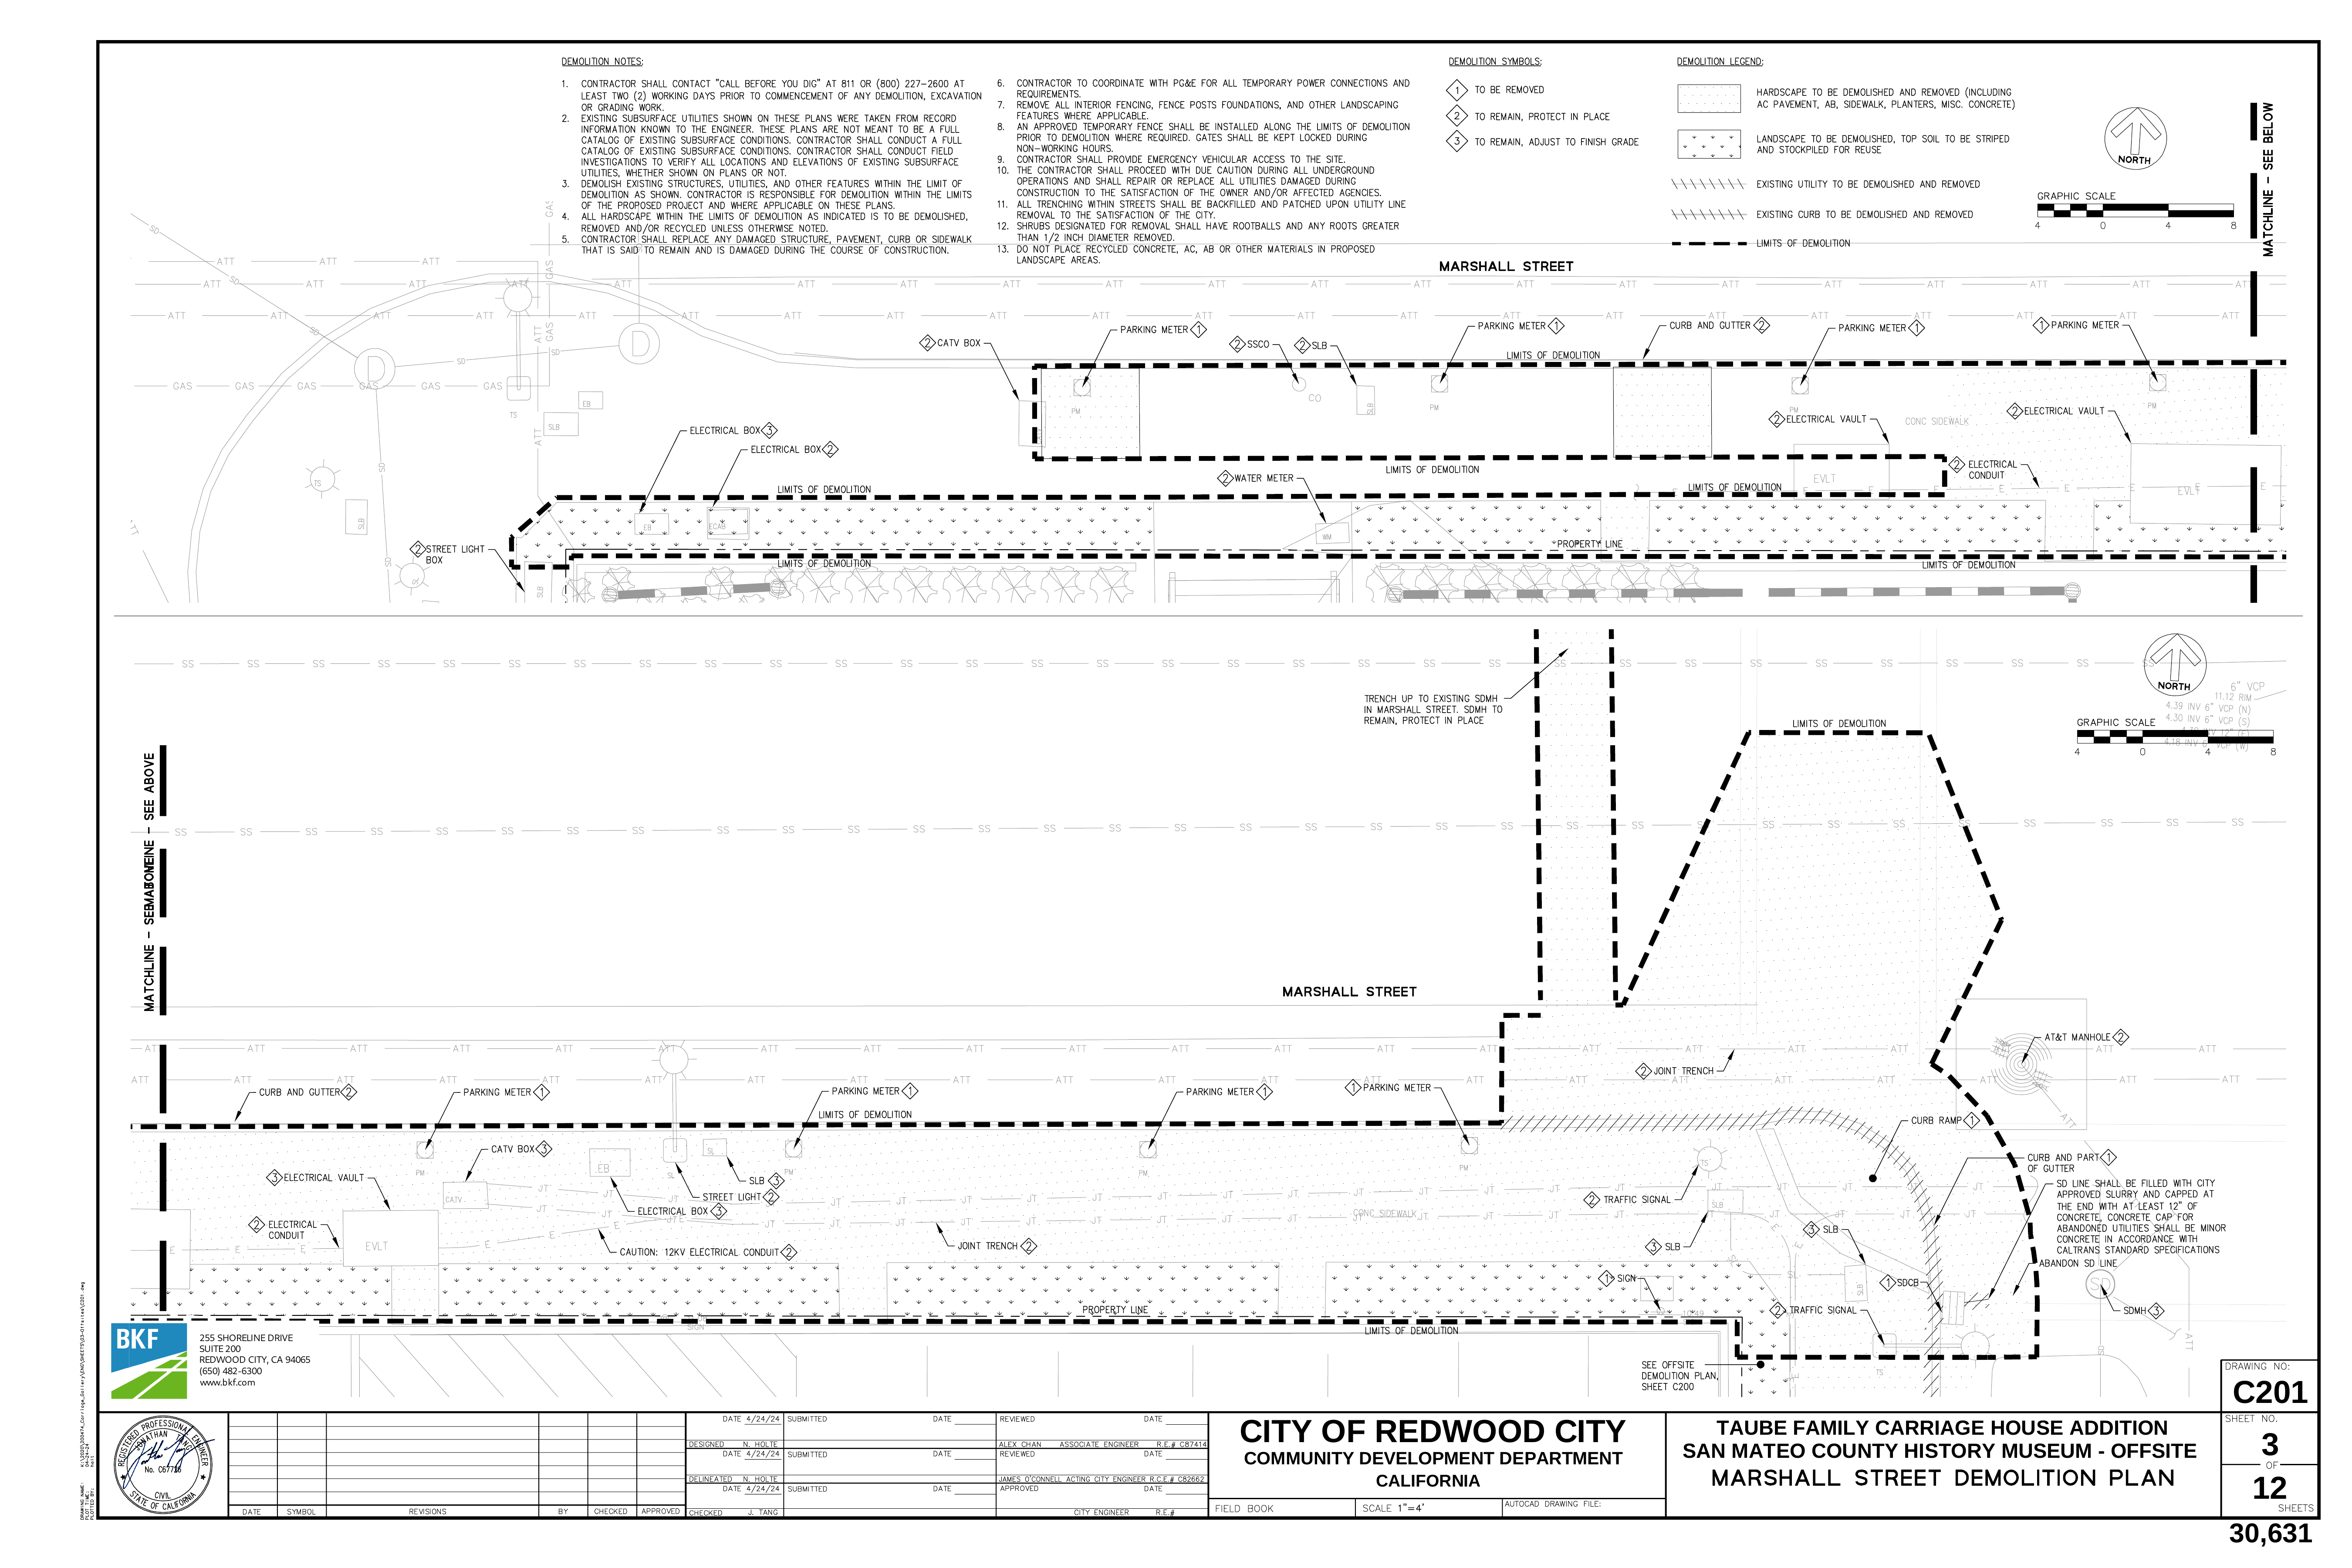 DEMOLITION NOTES:
1. CONTRACTOR SHALL CONTACT "CALL BEFORE YOU DIG" AT 811 OR (800) 227-2600 AT
LEAST TWO (2) WORKING DAYS PRIOR TO COMMENCEMENT OF ANY DEMOLITION, EXCAVATION
OR GRADING WORK.
2. EXISTING SUBSURFACE UTILITIES SHOWN ON THESE PLANS WERE TAKEN FROM RECORD
INFORMATION KNOWN TO THE ENGINEER. THESE PLANS ARE NOT MEANT TO BE A FULL
CATALOG OF EXISTING SUBSURFACE CONDITIONS. CONTRACTOR SHALL CONDUCT A FULL
CATALOG OF EXISTING SUBSURFACE CONDITIONS. CONTRACTOR SHALL CONDUCT FIELD
INVESTIGATIONS TO VERIFY ALL LOCATIONS AND ELEVATIONS OF EXISTING SUBSURFACE
UTILITIES, WHETHER SHOWN ON PLANS OR NOT.
3. DEMOLISH EXISTING STRUCTURES, UTILITIES, AND OTHER FEATURES WITHIN THE LIMIT OF
DEMOLITION AS SHOWN. CONTRACTOR IS RESPONSIBLE FOR DEMOLITION WITHIN THE LIMITS
OF THE PROPOSED PROJECT AND WHERE APPLICABLE ON THESE PLANS.
4. ALL HARDSCAPE WITHIN THE LIMITS OF DEMOLITION AS INDICATED IS TO BE DEMOLISHED,
REMOVED AND/OR RECYCLED UNLESS OTHERWISE NOTED.
5. CONTRACTOR SHALL REPLACE ANY DAMAGED STRUCTURE, PAVEMENT, CURB OR SIDEWALK
THAT IS SAID TO REMAIN AND IS DAMAGED DURING THE COURSE OF CONSTRUCTION.
6. CONTRACTOR TO COORDINATE WITH PG&E FOR ALL TEMPORARY POWER CONNECTIONS AND
REQUIREMENTS.
7. REMOVE ALL INTERIOR FENCING, FENCE POSTS FOUNDATIONS, AND OTHER LANDSCAPING
FEATURES WHERE APPLICABLE.
8. AN APPROVED TEMPORARY FENCE SHALL BE INSTALLED ALONG THE LIMITS OF DEMOLITION
PRIOR TO DEMOLITION WHERE REQUIRED. GATES SHALL BE KEPT LOCKED DURING
NON-WORKING HOURS.
9. CONTRACTOR SHALL PROVIDE EMERGENCY VEHICULAR ACCESS TO THE SITE.
10. THE CONTRACTOR SHALL PROCEED WITH DUE CAUTION DURING ALL UNDERGROUND
OPERATIONS AND SHALL REPAIR OR REPLACE ALL UTILITIES DAMAGED DURING
CONSTRUCTION TO THE SATISFACTION OF THE OWNER AND/OR AFFECTED AGENCIES.
11. ALL TRENCHING WITHIN STREETS SHALL BE BACKFILLED AND PATCHED UPON UTILITY LINE
REMOVAL TO THE SATISFACTION OF THE CITY.
12. SHRUBS DESIGNATED FOR REMOVAL SHALL HAVE ROOTBALLS AND ANY ROOTS GREATER
THAN 1/2 INCH DIAMETER REMOVED.
13. DO NOT PLACE RECYCLED CONCRETE, AC, AB OR OTHER MATERIALS IN PROPOSED
LANDSCAPE AREAS.
DEMOLITION SYMBOLS:
1 TO BE REMOVED
2 TO REMAIN, PROTECT IN PLACE
3 TO REMAIN, ADJUST TO FINISH GRADE
DEMOLITION LEGEND:
HARDSCAPE TO BE DEMOLISHED AND REMOVED (INCLUDING
AC PAVEMENT, AB, SIDEWALK, PLANTERS, MISC. CONCRETE)
LANDSCAPE TO BE DEMOLISHED, TOP SOIL TO BE STRIPED
AND STOCKPILED FOR REUSE
EXISTING UTILITY TO BE DEMOLISHED AND REMOVED
EXISTING CURB TO BE DEMOLISHED AND REMOVED
LIMITS OF DEMOLITION
NORTH
GRAPHIC SCALE
4 0 4 8
MATCHLINE - SEE BELOW
MARSHALL STREET
2 CATV BOX
PARKING METER 1
2 SSCO
2 SLB
PARKING METER 1
CURB AND GUTTER 2
PARKING METER 1
1 PARKING METER
LIMITS OF DEMOLITION
ELECTRICAL BOX 3
ELECTRICAL BOX 2
2 ELECTRICAL VAULT
CONC SIDEWALK
2 ELECTRICAL VAULT
LIMITS OF DEMOLITION
2 WATER METER
2 ELECTRICAL
CONDUIT
LIMITS OF DEMOLITION
LIMITS OF DEMOLITION
EVLT
EVLT
2 STREET LIGHT
BOX
PROPERTY LINE
LIMITS OF DEMOLITION
LIMITS OF DEMOLITION
TRENCH UP TO EXISTING SDMH
IN MARSHALL STREET. SDMH TO
REMAIN, PROTECT IN PLACE
LIMITS OF DEMOLITION
NORTH
6" VCP
11.12 RIM
4.39 INV 6" VCP (N)
4.30 INV 6" VCP (S)
4.18 INV 6" VCP (W)
GRAPHIC SCALE
4 0 4 8
MATCHLINE - SEE ABOVE
MARSHALL STREET
AT&T MANHOLE 2
2 JOINT TRENCH
CURB AND GUTTER 2
PARKING METER 1
PARKING METER 1
PARKING METER 1
1 PARKING METER
LIMITS OF DEMOLITION
CURB RAMP 1
CATV BOX 3
3 ELECTRICAL VAULT
SLB 3
STREET LIGHT 2
ELECTRICAL BOX 3
2 ELECTRICAL
CONDUIT
EVLT
CAUTION: 12KV ELECTRICAL CONDUIT 2
JOINT TRENCH 2
CONC SIDEWALK
2 TRAFFIC SIGNAL
3 SLB
3 SLB
CURB AND PART 1
OF GUTTER
SD LINE SHALL BE FILLED WITH CITY
APPROVED SLURRY AND CAPPED AT
THE END WITH AT LEAST 12" OF
CONCRETE, CONCRETE CAP FOR
ABANDONED UTILITIES SHALL BE MINOR
CONCRETE IN ACCORDANCE WITH
CALTRANS STANDARD SPECIFICATIONS
ABANDON SD LINE
1 SIGN
1 SDCB
2 TRAFFIC SIGNAL
SDMH 3
PROPERTY LINE
LIMITS OF DEMOLITION
SEE OFFSITE
DEMOLITION PLAN,
SHEET C200
BKF
255 SHORELINE DRIVE
SUITE 200
REDWOOD CITY, CA 94065
(650) 482-6300
www.bkf.com
REGISTERED PROFESSIONAL ENGINEER
JONATHAN TANG
No. C67726
CIVIL
STATE OF CALIFORNIA
DATE SYMBOL REVISIONS BY CHECKED APPROVED
DATE 4/24/24 SUBMITTED DATE REVIEWED DATE
DESIGNED N. HOLTE ALEX CHAN ASSOCIATE ENGINEER R.E.# C87414
DATE 4/24/24 SUBMITTED DATE REVIEWED DATE
DELINEATED N. HOLTE JAMES O'CONNELL ACTING CITY ENGINEER R.C.E.# C82662
DATE 4/24/24 SUBMITTED DATE APPROVED DATE
CHECKED J. TANG CITY ENGINEER R.E.#
CITY OF REDWOOD CITY
COMMUNITY DEVELOPMENT DEPARTMENT
CALIFORNIA
FIELD BOOK SCALE 1"=4' AUTOCAD DRAWING FILE:
TAUBE FAMILY CARRIAGE HOUSE ADDITION
SAN MATEO COUNTY HISTORY MUSEUM - OFFSITE
MARSHALL STREET DEMOLITION PLAN
DRAWING NO:
C201
SHEET NO.
3
OF
12
SHEETS
30,631